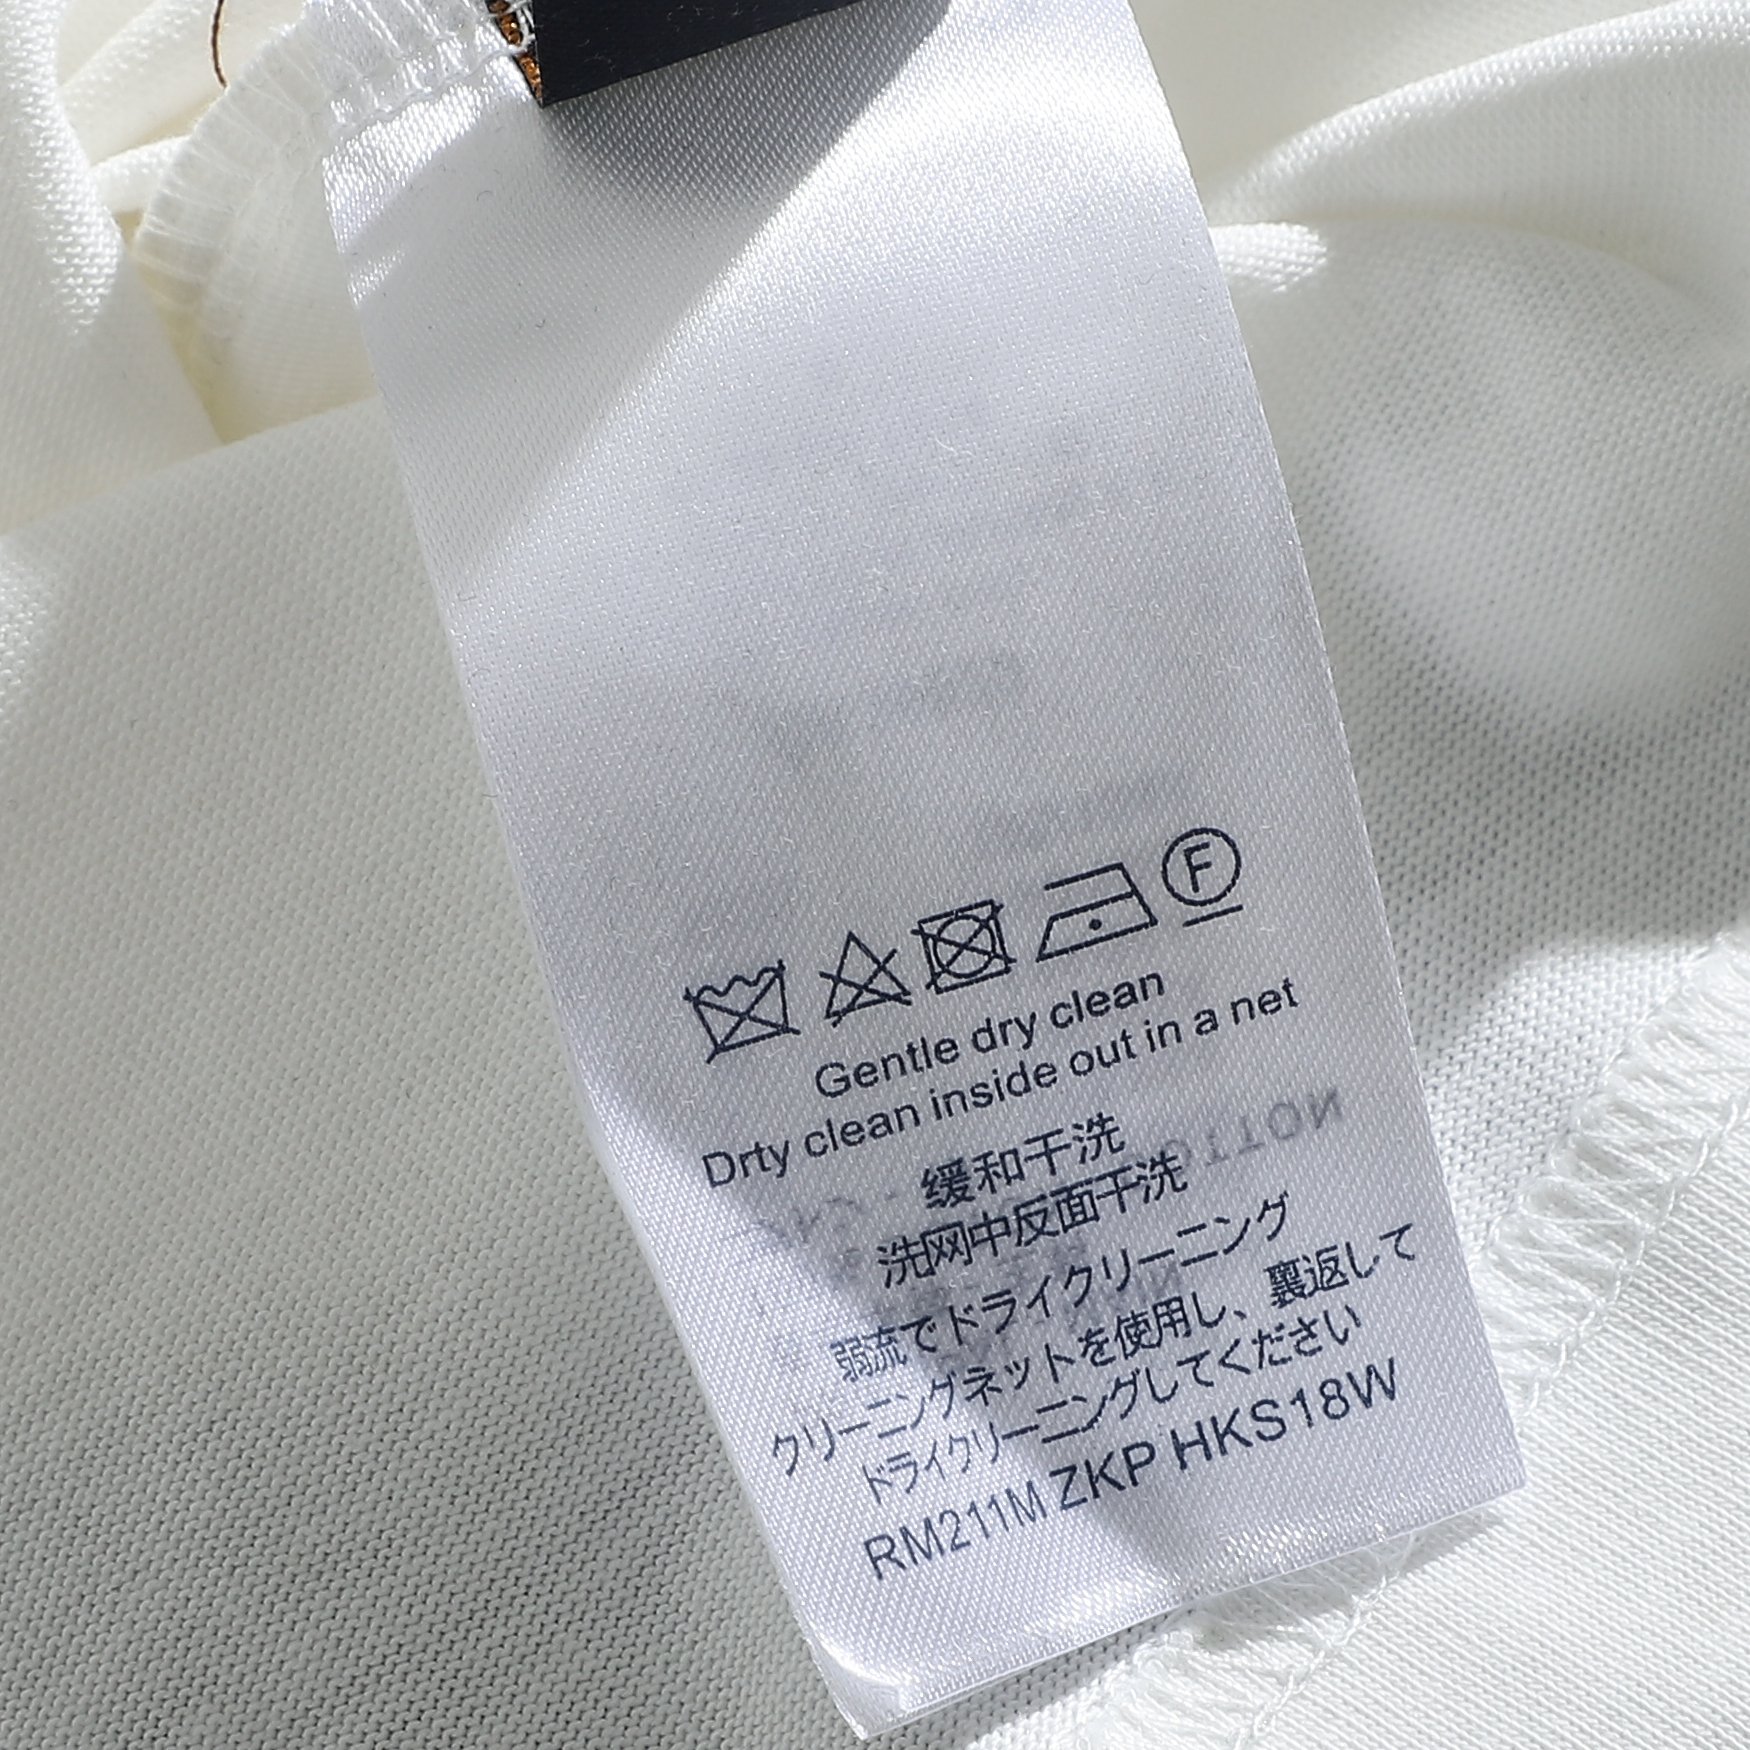 F
Gentle dry clean
Drty clean inside out in a net
缓和干洗
洗网中反面干洗
弱流でドライクリーニング
クリーニングネットを使用し、裏返して
ドライクリーニングしてください
RM211M ZKP HKS18W